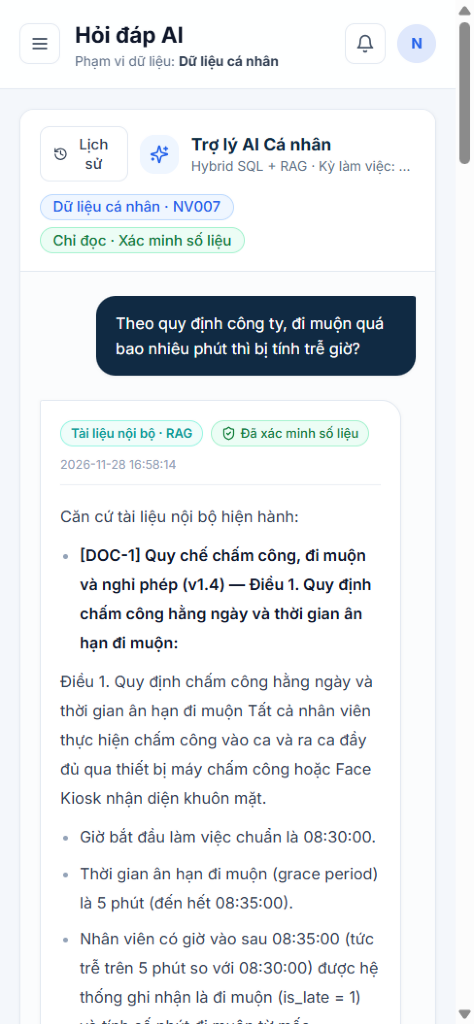 Hỏi đáp AI
Phạm vi dữ liệu: Dữ liệu cá nhân
N
Lịch
sử
Trợ lý AI Cá nhân
Hybrid SQL + RAG · Kỳ làm việc: ...
Dữ liệu cá nhân · NV007
Chỉ đọc · Xác minh số liệu
Theo quy định công ty, đi muộn quá
bao nhiêu phút thì bị tính trễ giờ?
Tài liệu nội bộ · RAG
Đã xác minh số liệu
2026-11-28 16:58:14
Căn cứ tài liệu nội bộ hiện hành:
• [DOC-1] Quy chế chấm công, đi muộn
và nghỉ phép (v1.4) — Điều 1. Quy định
chấm công hằng ngày và thời gian ân
hạn đi muộn:
Điều 1. Quy định chấm công hằng ngày và
thời gian ân hạn đi muộn Tất cả nhân viên
thực hiện chấm công vào ca và ra ca đầy
đủ qua thiết bị máy chấm công hoặc Face
Kiosk nhận diện khuôn mặt.
• Giờ bắt đầu làm việc chuẩn là 08:30:00.
• Thời gian ân hạn đi muộn (grace period)
là 5 phút (đến hết 08:35:00).
• Nhân viên có giờ vào sau 08:35:00 (tức
trễ trên 5 phút so với 08:30:00) được hệ
thống ghi nhận là đi muộn (is_late = 1)
và tính số phút đi muộn từ mốc